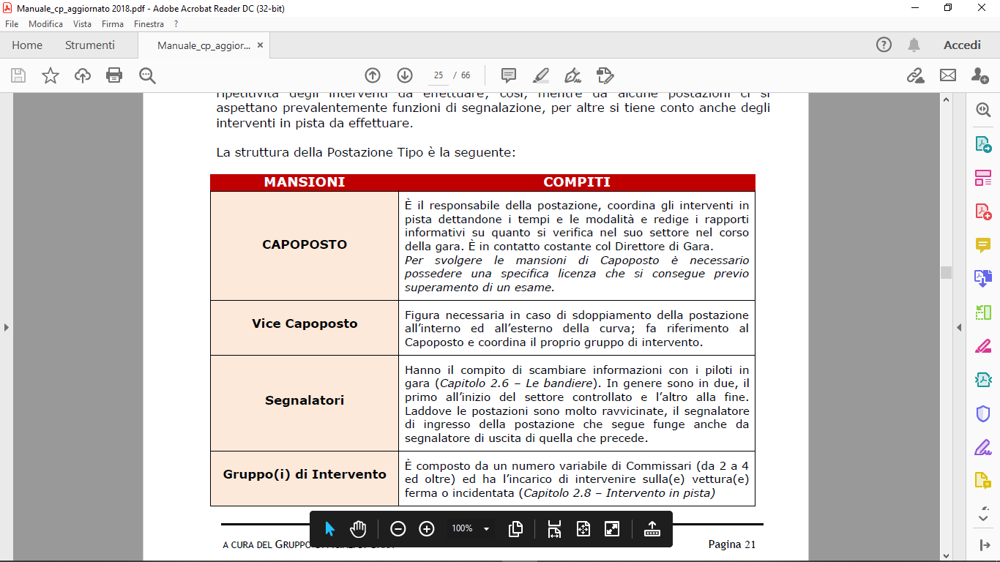 Manuale_cp_aggiornato 2018.pdf - Adobe Acrobat Reader DC (32-bit)
File Modifica Vista Firma Finestra ?
Home Strumenti Manuale_cp_aggior... × Accedi
25 / 66
ripetitività degli interventi da effettuare; così, mentre da alcune postazioni ci si
aspettano prevalentemente funzioni di segnalazione, per altre si tiene conto anche degli
interventi in pista da effettuare.
La struttura della Postazione Tipo è la seguente:
MANSIONI COMPITI
CAPOPOSTO
È il responsabile della postazione, coordina gli interventi in
pista dettandone i tempi e le modalità e redige i rapporti
informativi su quanto si verifica nel suo settore nel corso
della gara. È in contatto costante col Direttore di Gara.
Per svolgere le mansioni di Capoposto è necessario
possedere una specifica licenza che si consegue previo
superamento di un esame.
Vice Capoposto
Figura necessaria in caso di sdoppiamento della postazione
all'interno ed all'esterno della curva; fa riferimento al
Capoposto e coordina il proprio gruppo di intervento.
Segnalatori
Hanno il compito di scambiare informazioni con i piloti in
gara (Capitolo 2.6 – Le bandiere). In genere sono in due, il
primo all'inizio del settore controllato e l'altro alla fine.
Laddove le postazioni sono molto ravvicinate, il segnalatore
di ingresso della postazione che segue funge anche da
segnalatore di uscita di quella che precede.
Gruppo(i) di Intervento
È composto da un numero variabile di Commissari (da 2 a 4
ed oltre) ed ha l'incarico di intervenire sulla(e) vettura(e)
ferma o incidentata (Capitolo 2.8 – Intervento in pista)
100%
A CURA DEL GRUPPO
Pagina 21